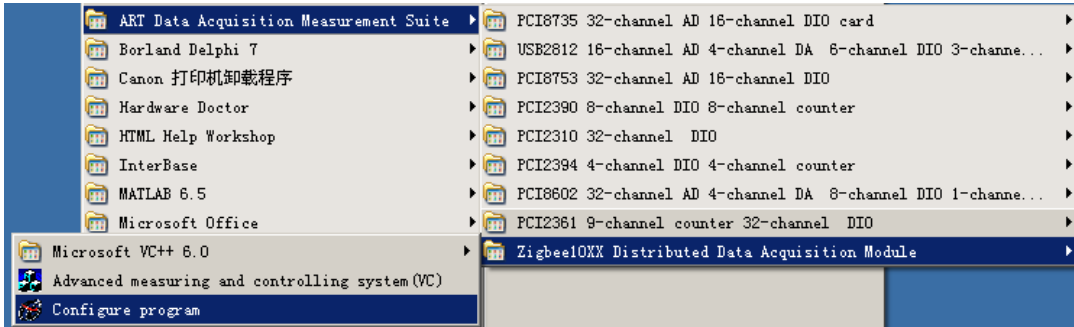 ART Data Acquisition Measurement Suite
Borland Delphi 7
Canon 打印机卸载程序
Hardware Doctor
HTML Help Workshop
InterBase
MATLAB 6.5
Microsoft Office
PCI8735 32-channel AD 16-channel DIO card
USB2812 16-channel AD 4-channel DA 6-channel DIO 3-channe...
PCI8753 32-channel AD 16-channel DIO
PCI2390 8-channel DIO 8-channel counter
PCI2310 32-channel DIO
PCI2394 4-channel DIO 4-channel counter
PCI8602 32-channel AD 4-channel DA 8-channel DIO 1-channe...
PCI2361 9-channel counter 32-channel DIO
Zigbee10XX Distributed Data Acquisition Module
Microsoft VC++ 6.0
Advanced measuring and controlling system(VC)
Configure program